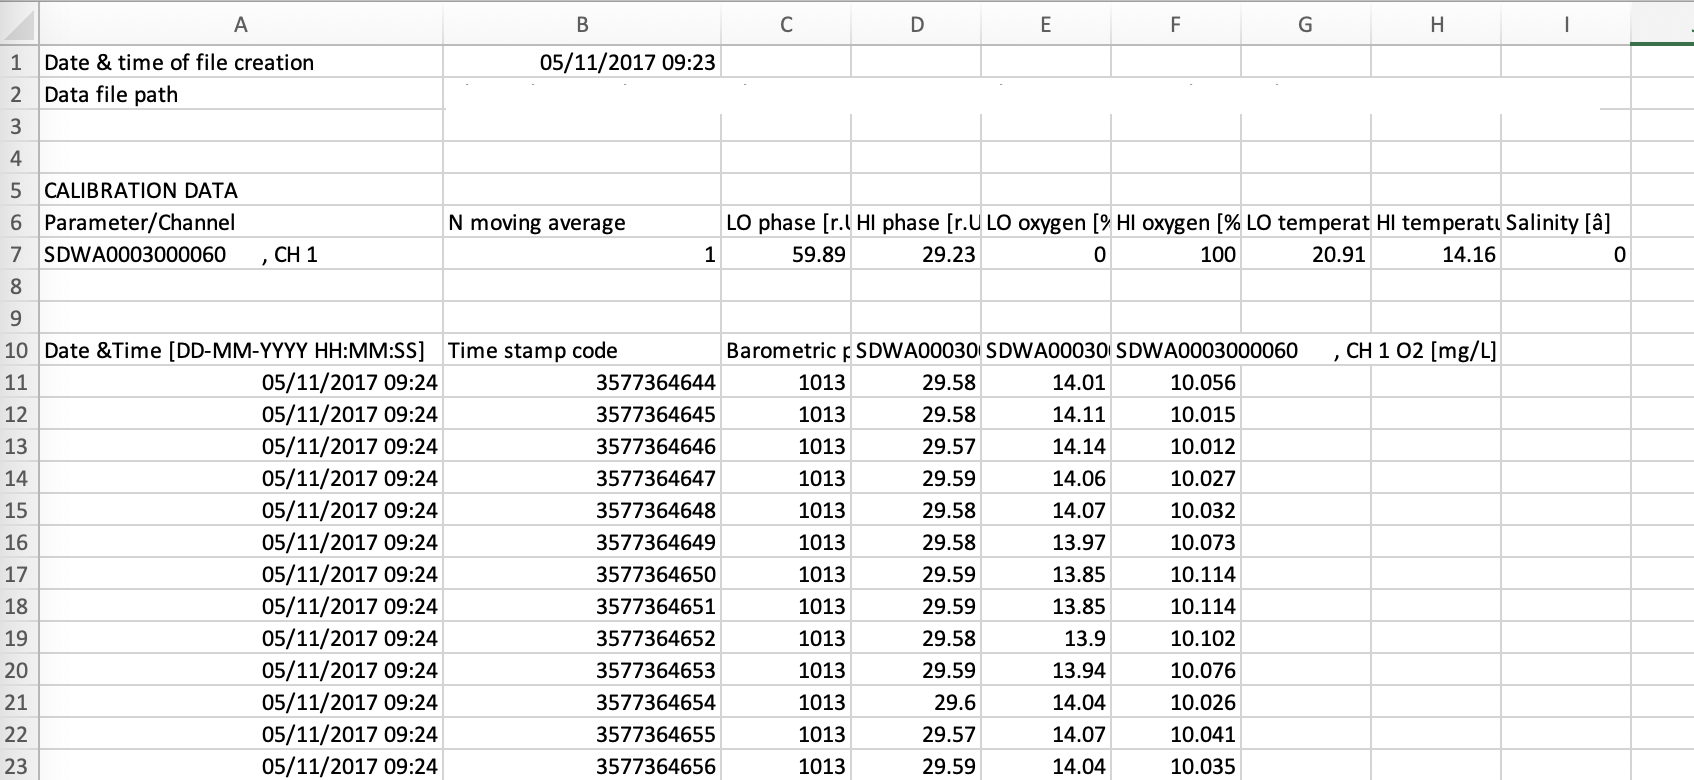 A B C D E F G H I
1 Date & time of file creation 05/11/2017 09:23
2 Data file path
3
4
5 CALIBRATION DATA
6 Parameter/Channel N moving average LO phase [r.U HI phase [r.U LO oxygen [% HI oxygen [% LO temperat HI temperatu Salinity [â]
7 SDWA0003000060 , CH 1 1 59.89 29.23 0 100 20.91 14.16 0
8
9
10 Date &Time [DD-MM-YYYY HH:MM:SS] Time stamp code Barometric p SDWA00030 SDWA00030 SDWA0003000060 , CH 1 O2 [mg/L]
11 05/11/2017 09:24 3577364644 1013 29.58 14.01 10.056
12 05/11/2017 09:24 3577364645 1013 29.58 14.11 10.015
13 05/11/2017 09:24 3577364646 1013 29.57 14.14 10.012
14 05/11/2017 09:24 3577364647 1013 29.59 14.06 10.027
15 05/11/2017 09:24 3577364648 1013 29.58 14.07 10.032
16 05/11/2017 09:24 3577364649 1013 29.58 13.97 10.073
17 05/11/2017 09:24 3577364650 1013 29.59 13.85 10.114
18 05/11/2017 09:24 3577364651 1013 29.59 13.85 10.114
19 05/11/2017 09:24 3577364652 1013 29.58 13.9 10.102
20 05/11/2017 09:24 3577364653 1013 29.59 13.94 10.076
21 05/11/2017 09:24 3577364654 1013 29.6 14.04 10.026
22 05/11/2017 09:24 3577364655 1013 29.57 14.07 10.041
23 05/11/2017 09:24 3577364656 1013 29.59 14.04 10.035